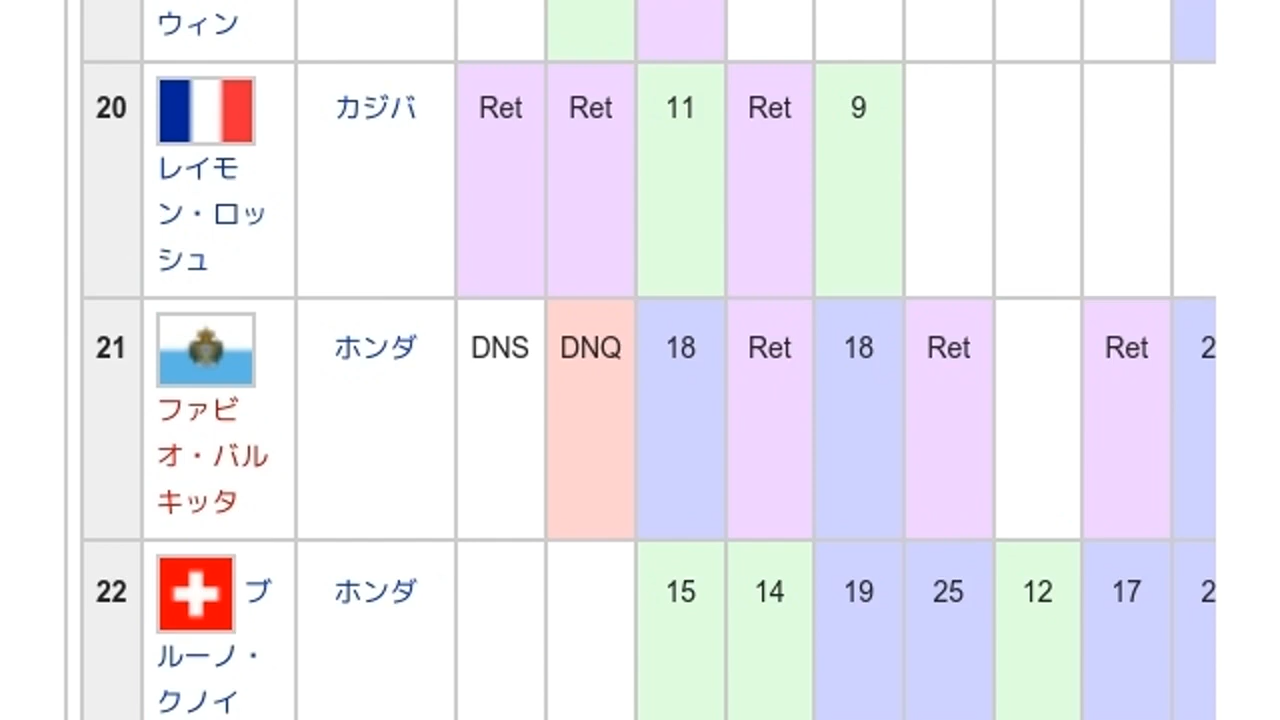 ウィン
20 カジバ Ret Ret 11 Ret 9
レイモ
ン・ロッ
シュ
21 ホンダ DNS DNQ 18 Ret 18 Ret Ret 2
ファビ
オ・バル
キッタ
22 ブ ホンダ 15 14 19 25 12 17 2
ルーノ・
クノイ